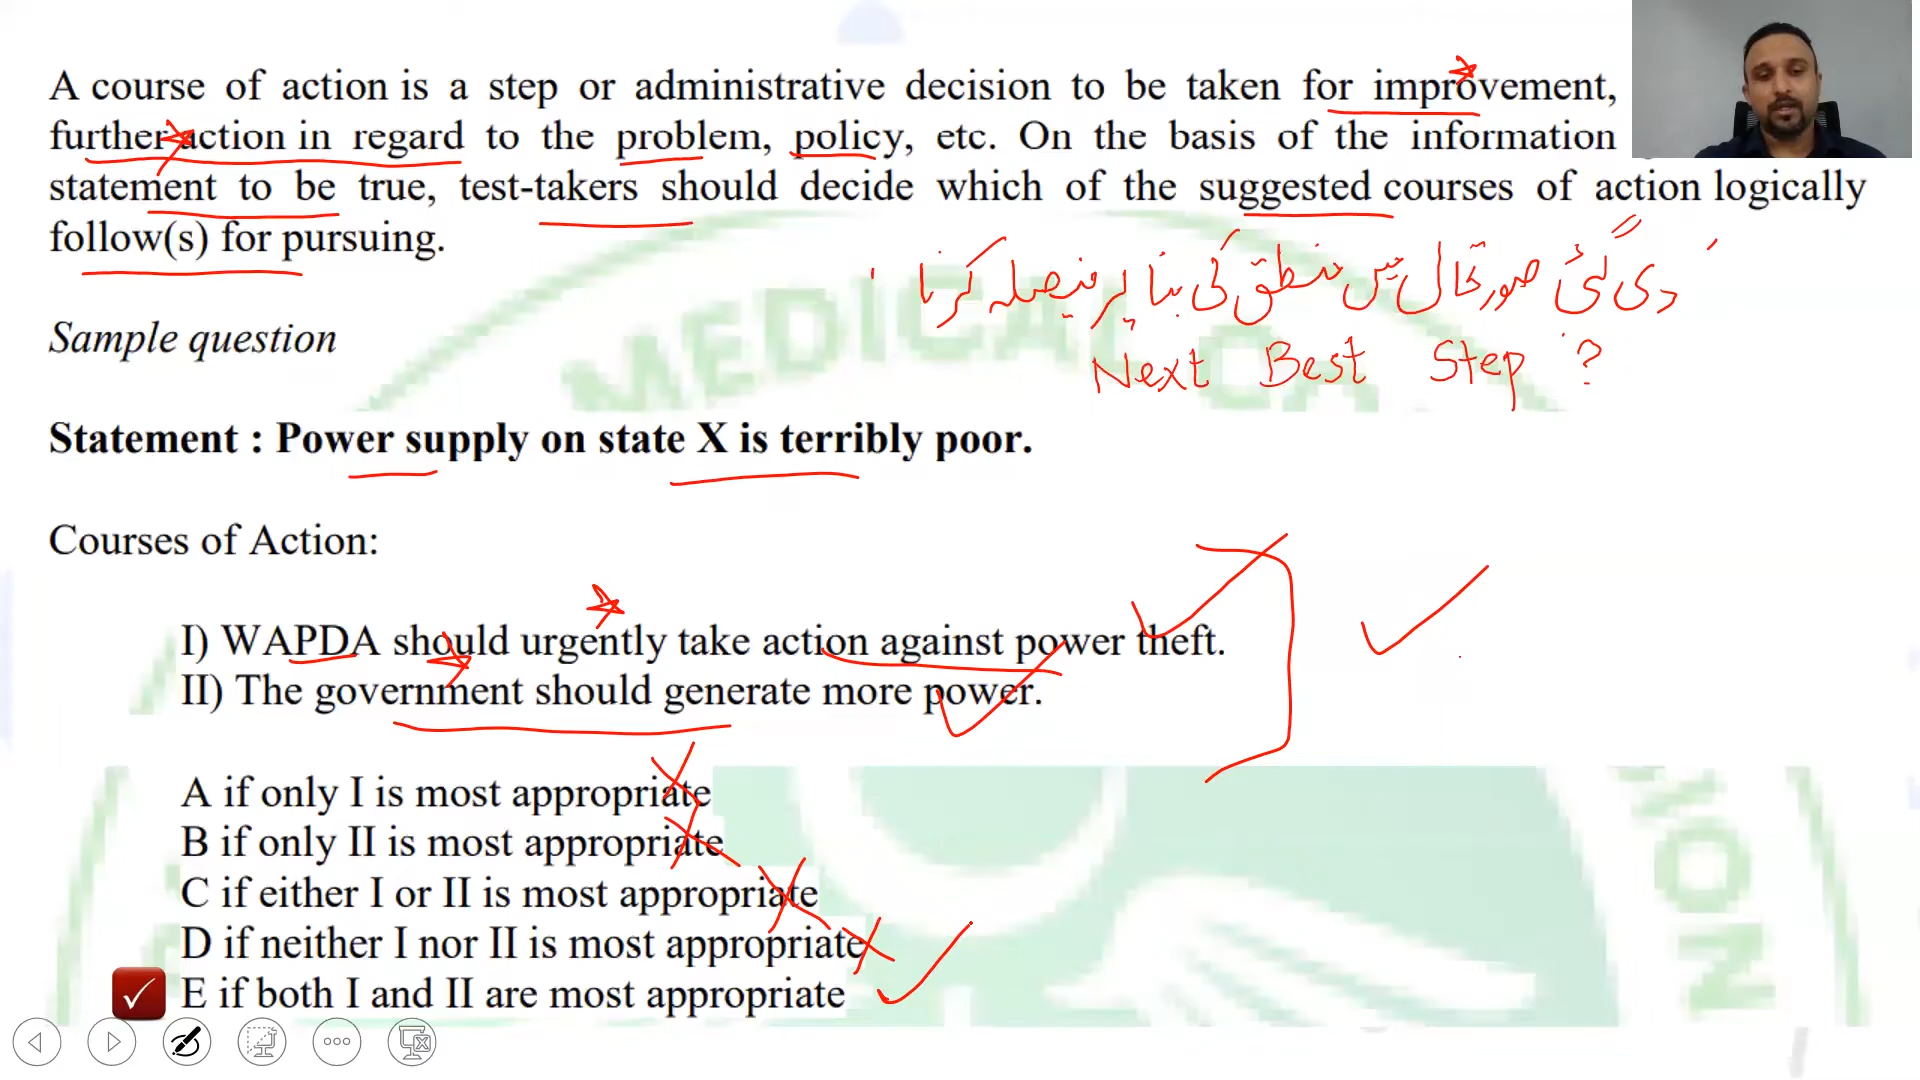 A course of action is a step or administrative decision to be taken for improvement,
further action in regard to the problem, policy, etc. On the basis of the information
statement to be true, test-takers should decide which of the suggested courses of action logically
follow(s) for pursuing.
دی گئی صورتحال میں منطق کی بنا پر فیصلہ کرنا
Sample question
Next Best Step ?
Statement : Power supply on state X is terribly poor.
Courses of Action:
I) WAPDA should urgently take action against power theft.
II) The government should generate more power.
A if only I is most appropriate
B if only II is most appropriate
C if either I or II is most appropriate
D if neither I nor II is most appropriate
E if both I and II are most appropriate
MEDICAL